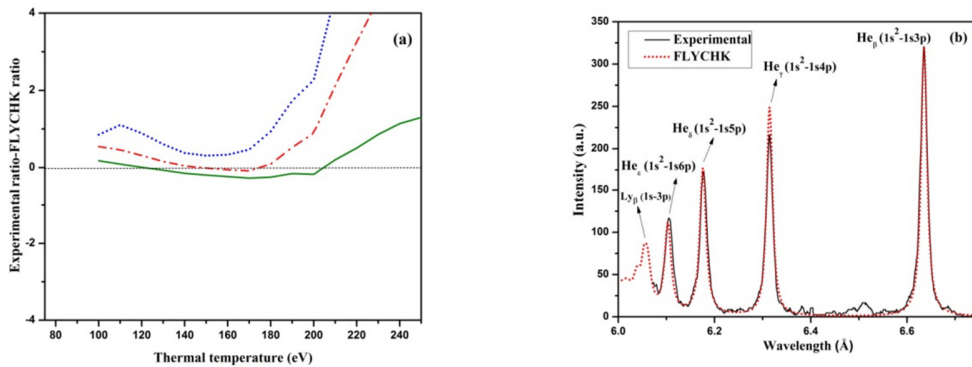 (a)
Experimental ratio-FLYCHK ratio
4
2
0
-2
-4
80 100 120 140 160 180 200 220 240
Thermal temperature (eV)
(b)
Experimental
FLYCHK
Heβ (1s²-1s3p)
Heγ (1s²-1s4p)
Heδ (1s²-1s5p)
Heε (1s²-1s6p)
Lyβ (1s-3p)
Intensity (a.u.)
350
300
250
200
150
100
50
0
6.0 6.2 6.4 6.6
Wavelength (Å)